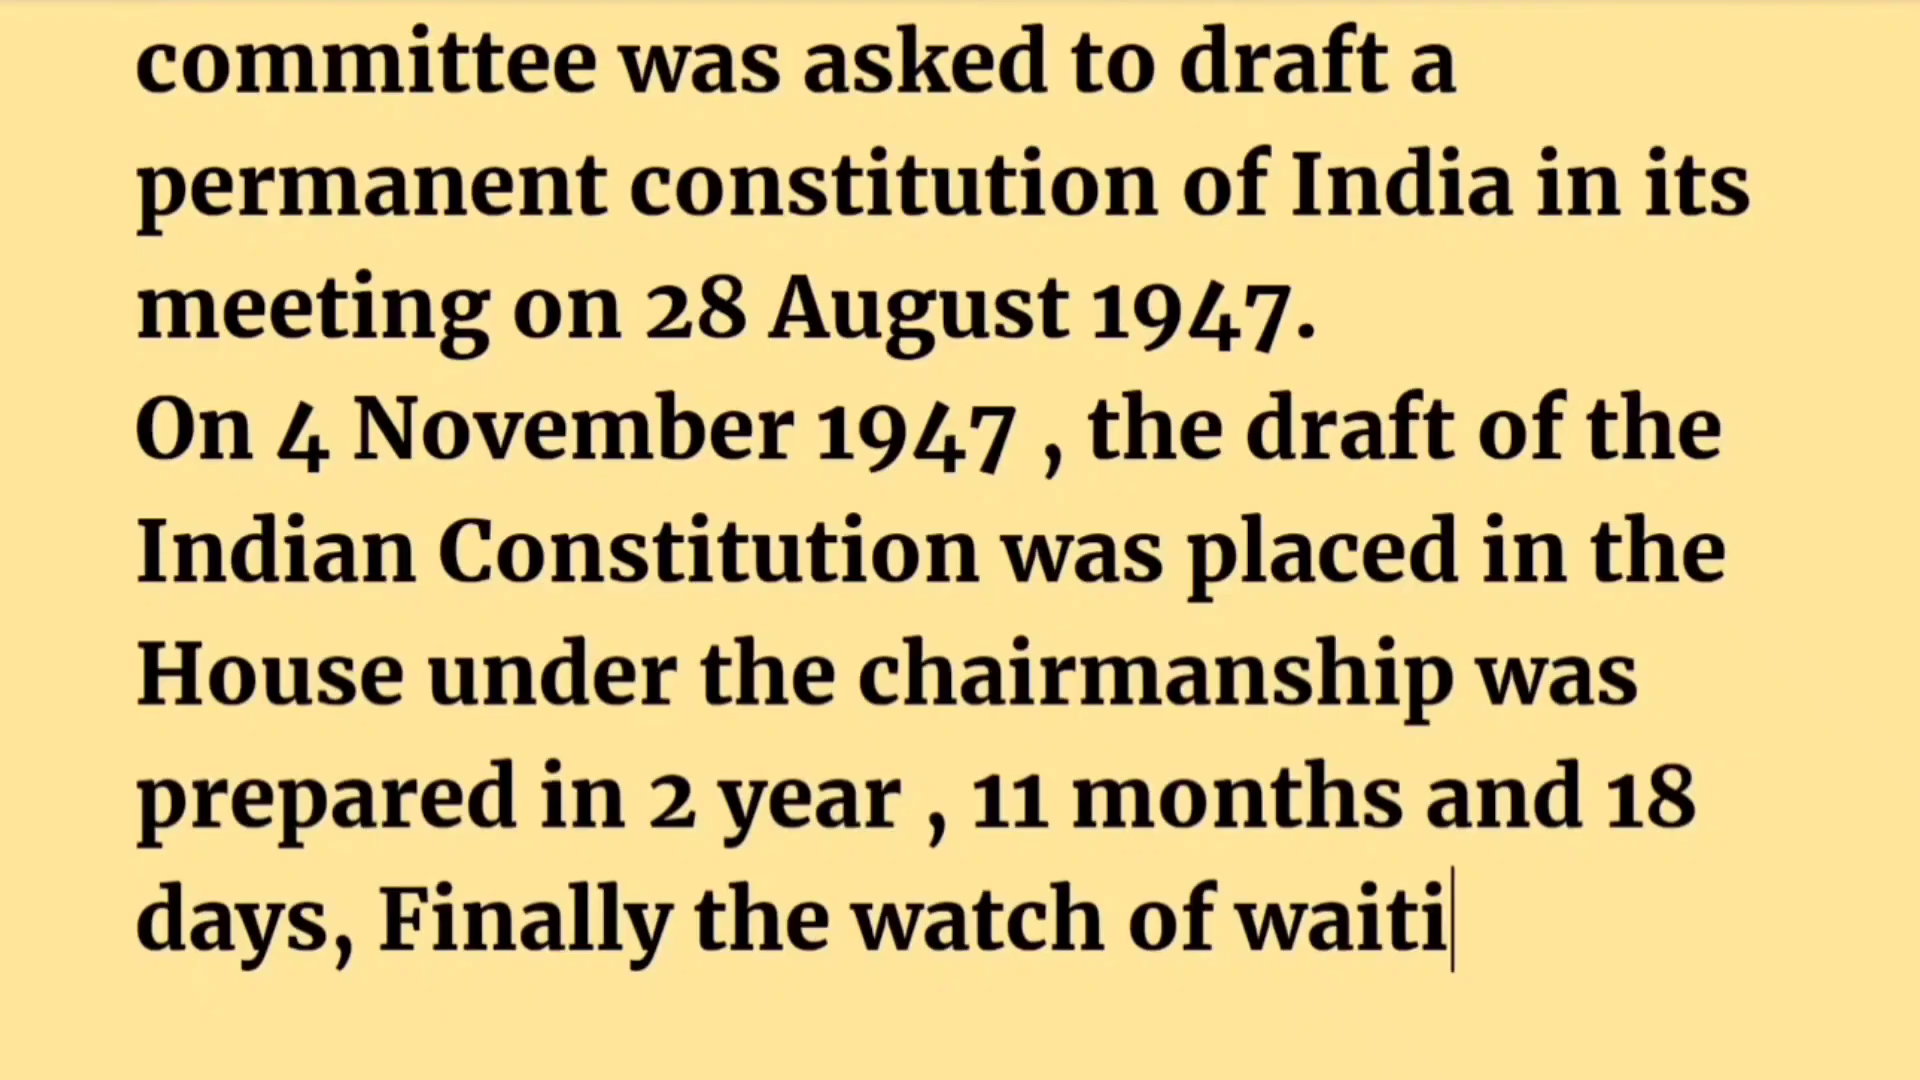 committee was asked to draft a
permanent constitution of India in its
meeting on 28 August 1947.
On 4 November 1947 , the draft of the
Indian Constitution was placed in the
House under the chairmanship was
prepared in 2 year , 11 months and 18
days, Finally the watch of waiti